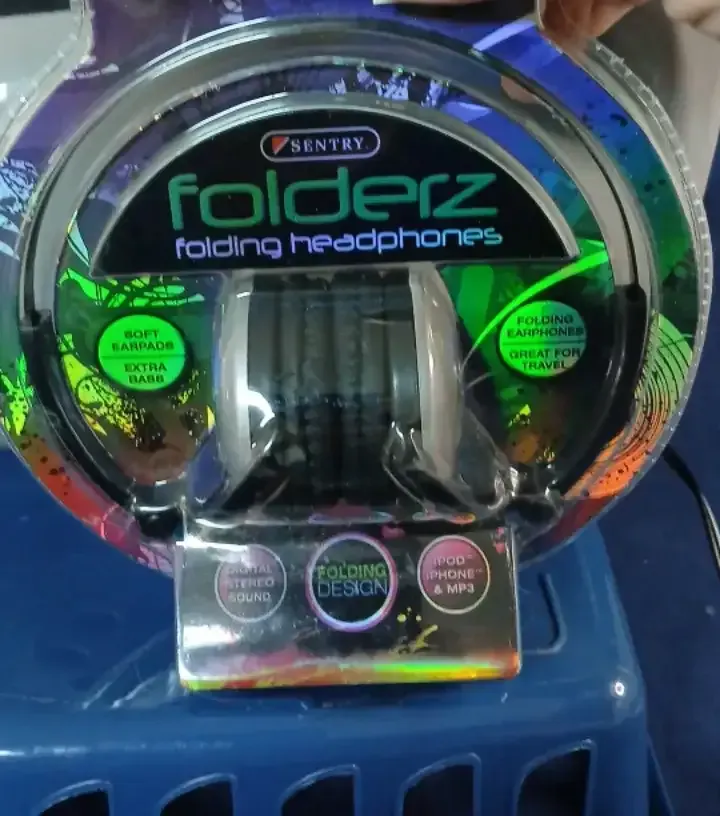 SENTRY
folderz
folding headphones
SOFT
EARPADS
EXTRA
BASS
FOLDING
EARPHONES
GREAT FOR
TRAVEL
DIGITAL
STEREO
SOUND
FOLDING
DESIGN
IPOD™
iPHONE™
& MP3